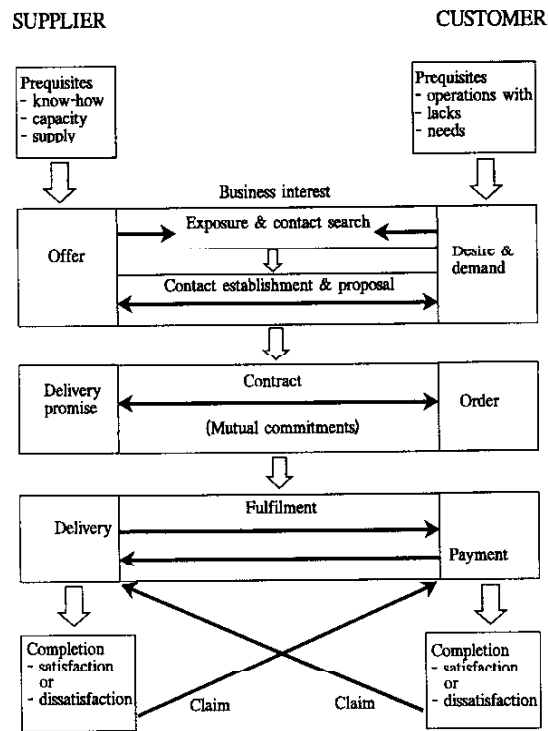 SUPPLIER
CUSTOMER
Prequisites
- know-how
- capacity
- supply
Prequisites
- operations with
- lacks
- needs
Business interest
Exposure & contact search
Offer
Desire &
demand
Contact establishment & proposal
Delivery
promise
Contract
(Mutual commitments)
Order
Fulfilment
Delivery
Payment
Completion
- satisfaction
or
- dissatisfaction
Completion
- satisfaction
or
- dissatisfaction
Claim
Claim